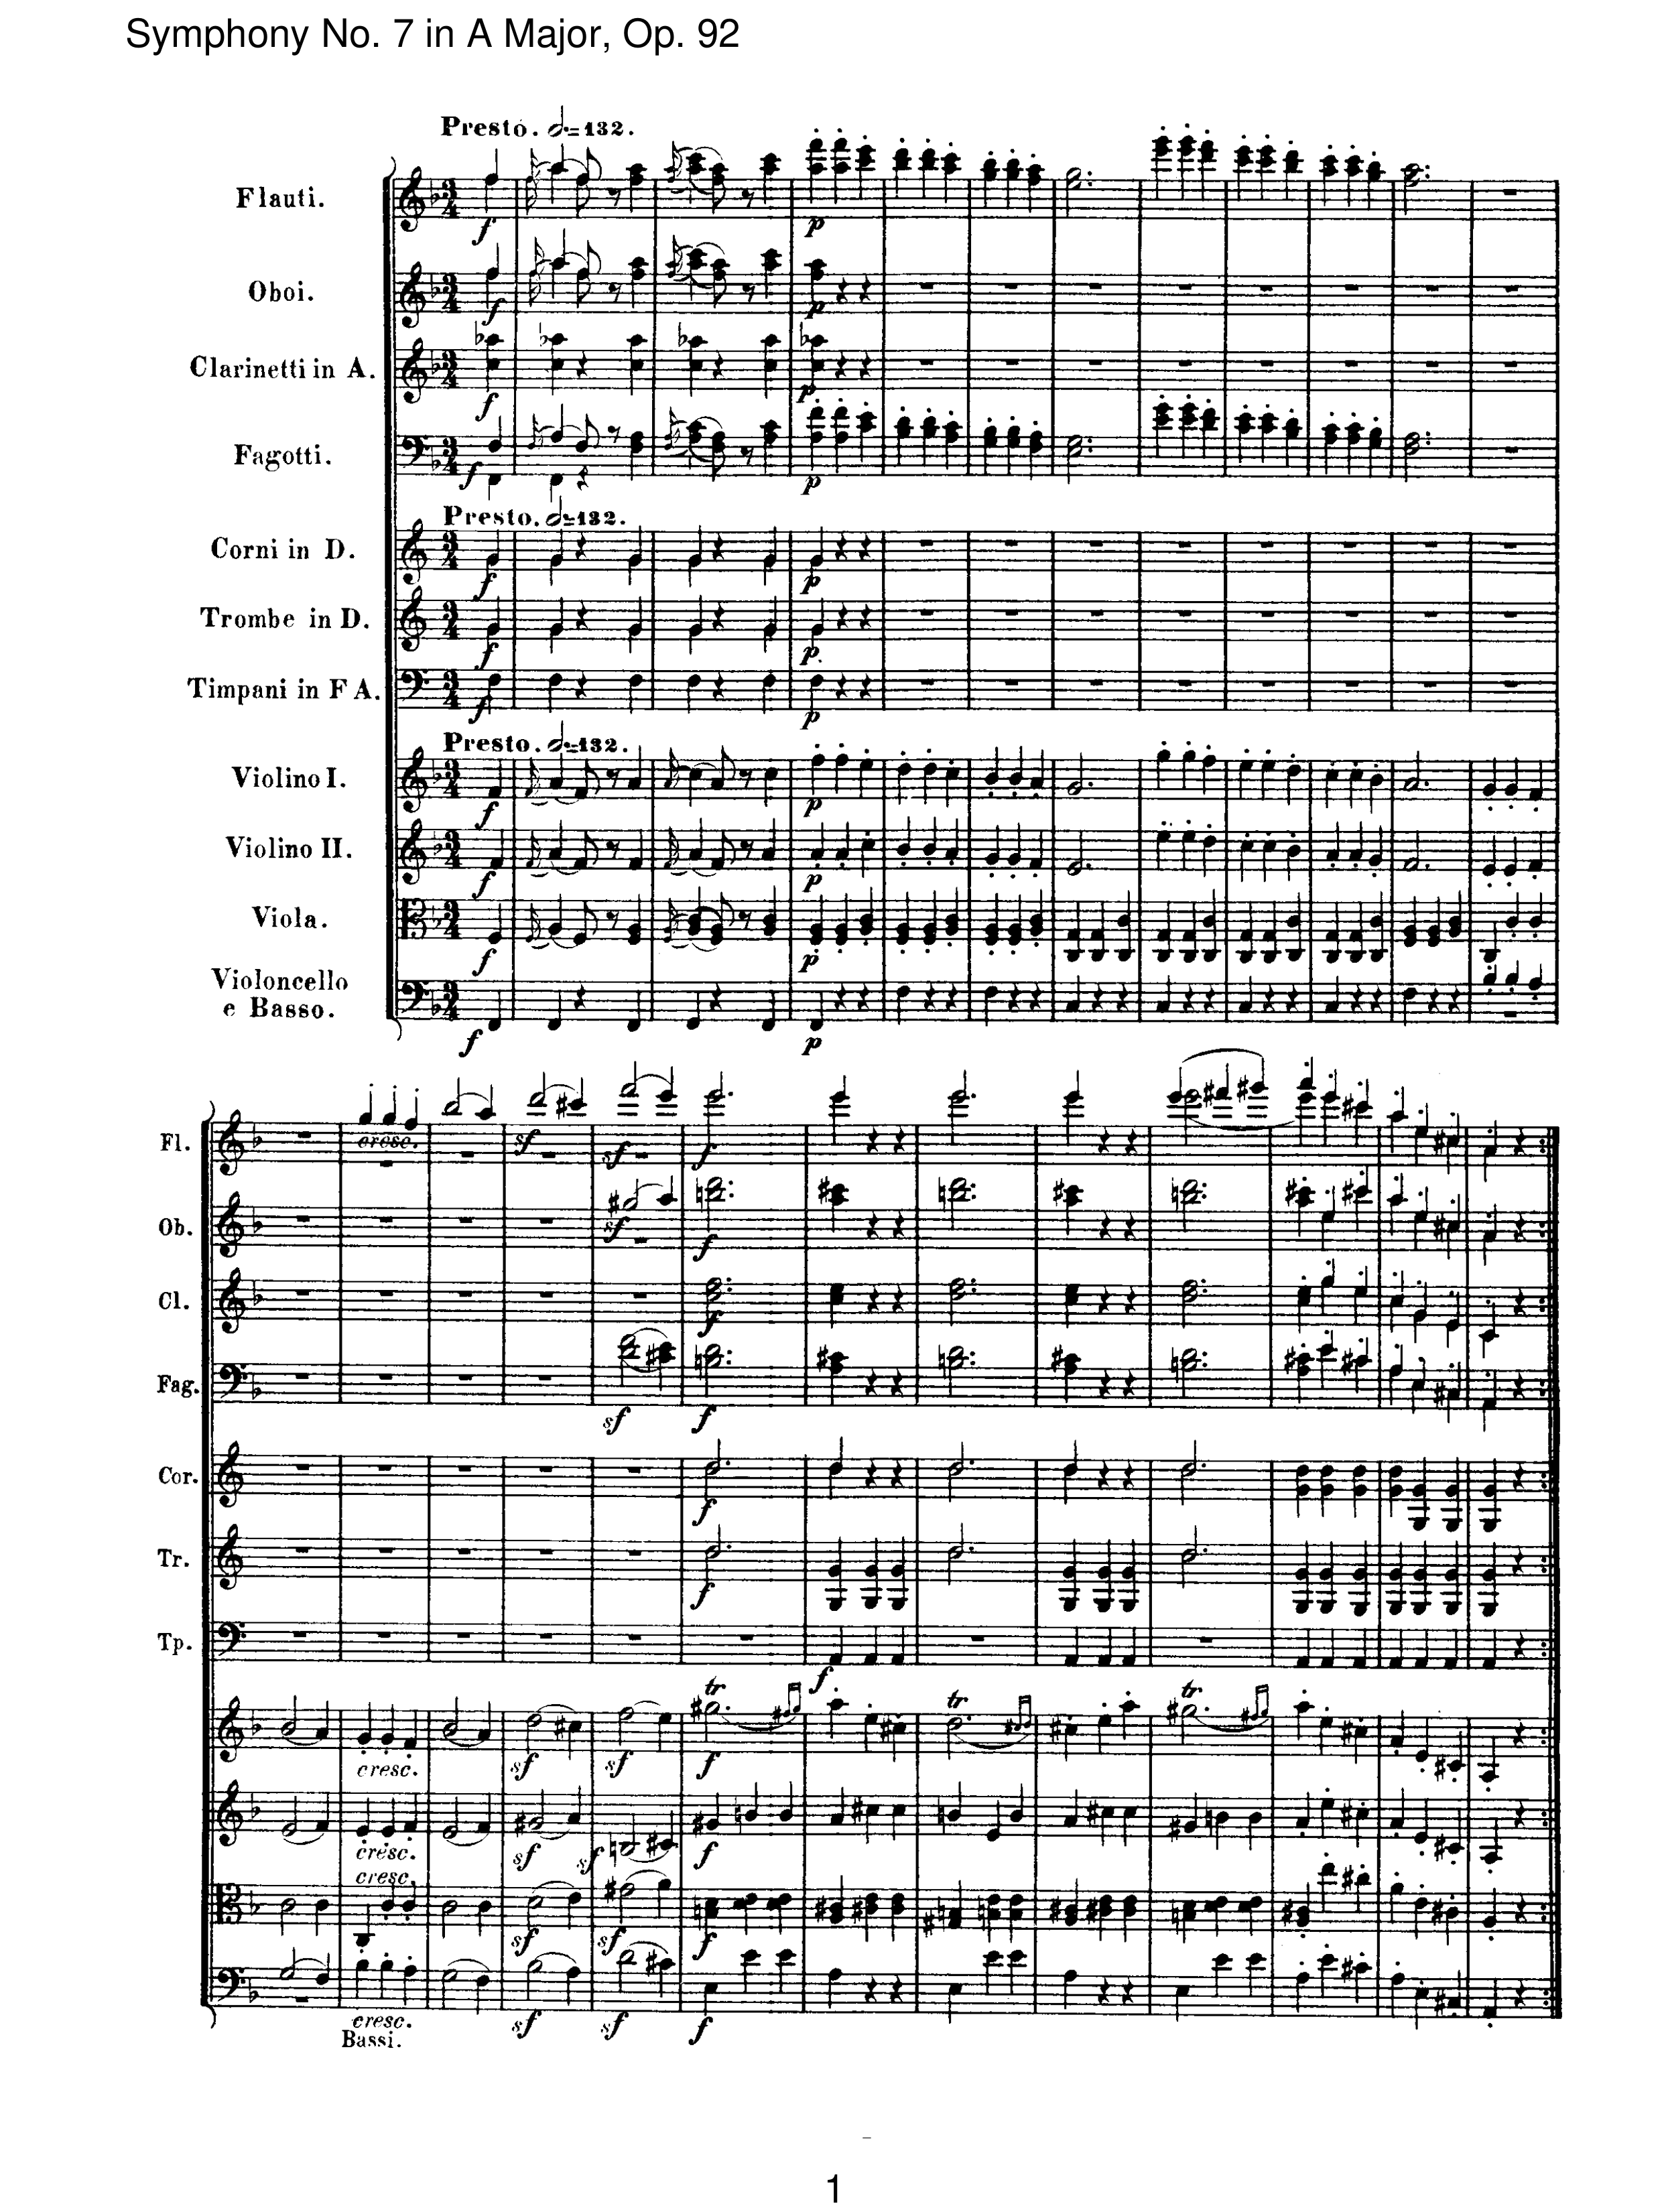 Symphony No. 7 in A Major, Op. 92
Presto. 𝅗𝅥.=132.
Flauti.
f
p
Oboi.
f
p
Clarinetti in A.
f
p
Fagotti.
f
p
Presto. 𝅗𝅥.=132.
Corni in D.
f
p
Trombe in D.
f
p.
Timpani in F A.
f
p
Presto. 𝅗𝅥.=132.
Violino I.
f
p
Violino II.
f
p
Viola.
f
p
Violoncello
e Basso.
f
p
Fl.
cresc.
sf
sf
f
Ob.
sf
f
Cl.
f
Fag.
sf
f
Cor.
f
Tr.
f
Tp.
f
tr
tr
tr
cresc.
sf
sf
f
cresc.
sf
sf
f
cresc.
sf
sf
f
cresc.
sf
sf
f
Bassi.
1